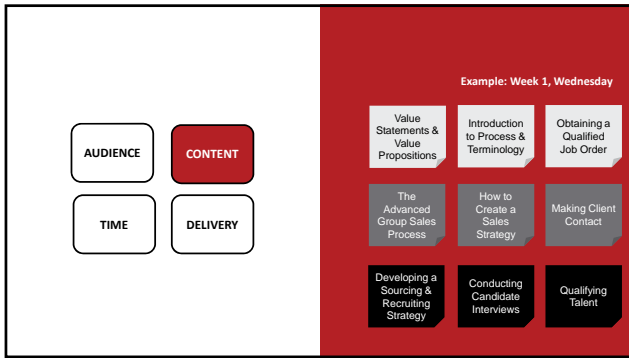 AUDIENCE
CONTENT
TIME
DELIVERY
Example: Week 1, Wednesday
Value
Statements &
Value
Propositions
Introduction
to Process &
Terminology
Obtaining a
Qualified
Job Order
The
Advanced
Group Sales
Process
How to
Create a
Sales
Strategy
Making Client
Contact
Developing a
Sourcing &
Recruiting
Strategy
Conducting
Candidate
Interviews
Qualifying
Talent